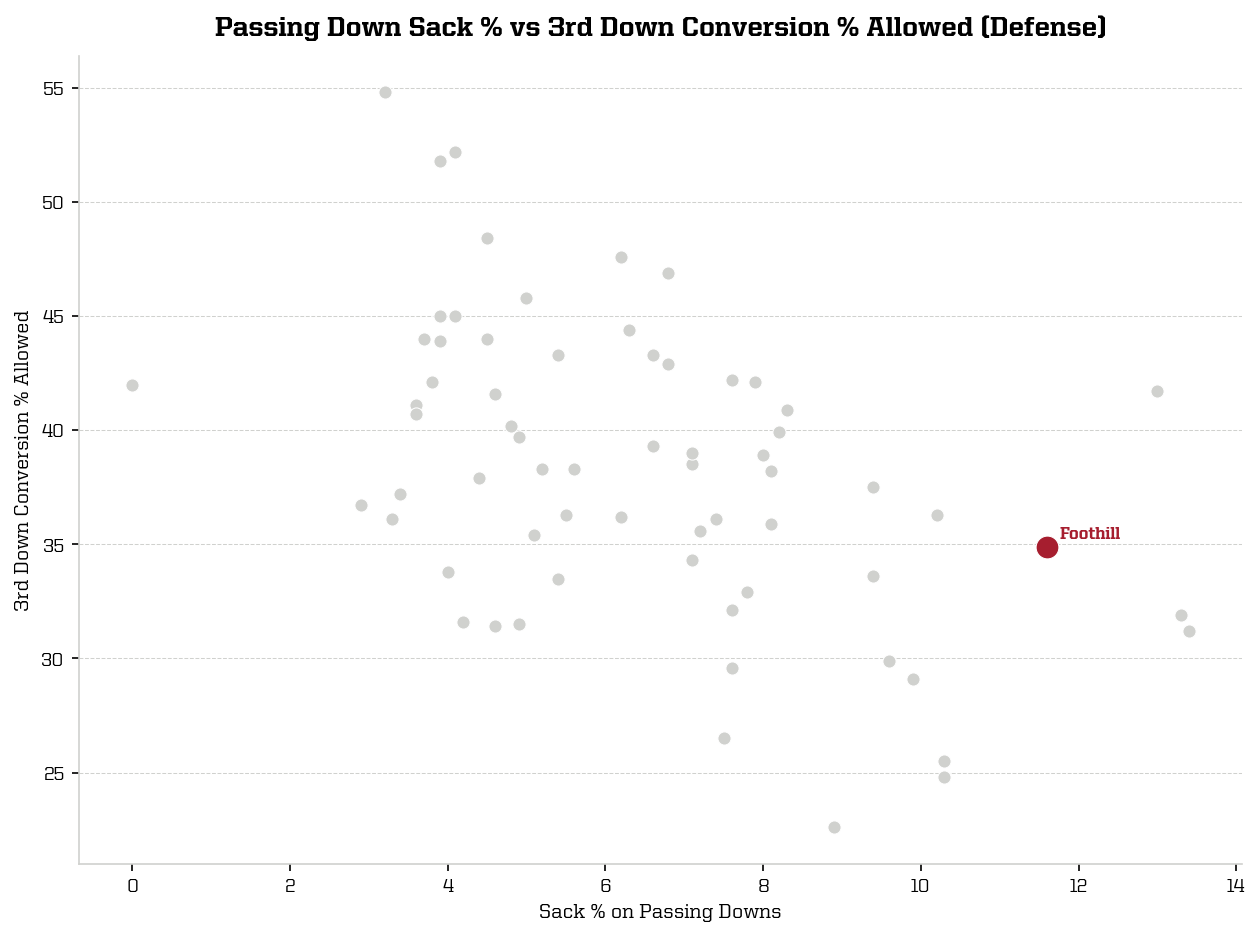 Passing Down Sack % vs 3rd Down Conversion % Allowed (Defense)
3rd Down Conversion % Allowed
55
50
45
40
35
30
25
Foothill
0 2 4 6 8 10 12 14
Sack % on Passing Downs